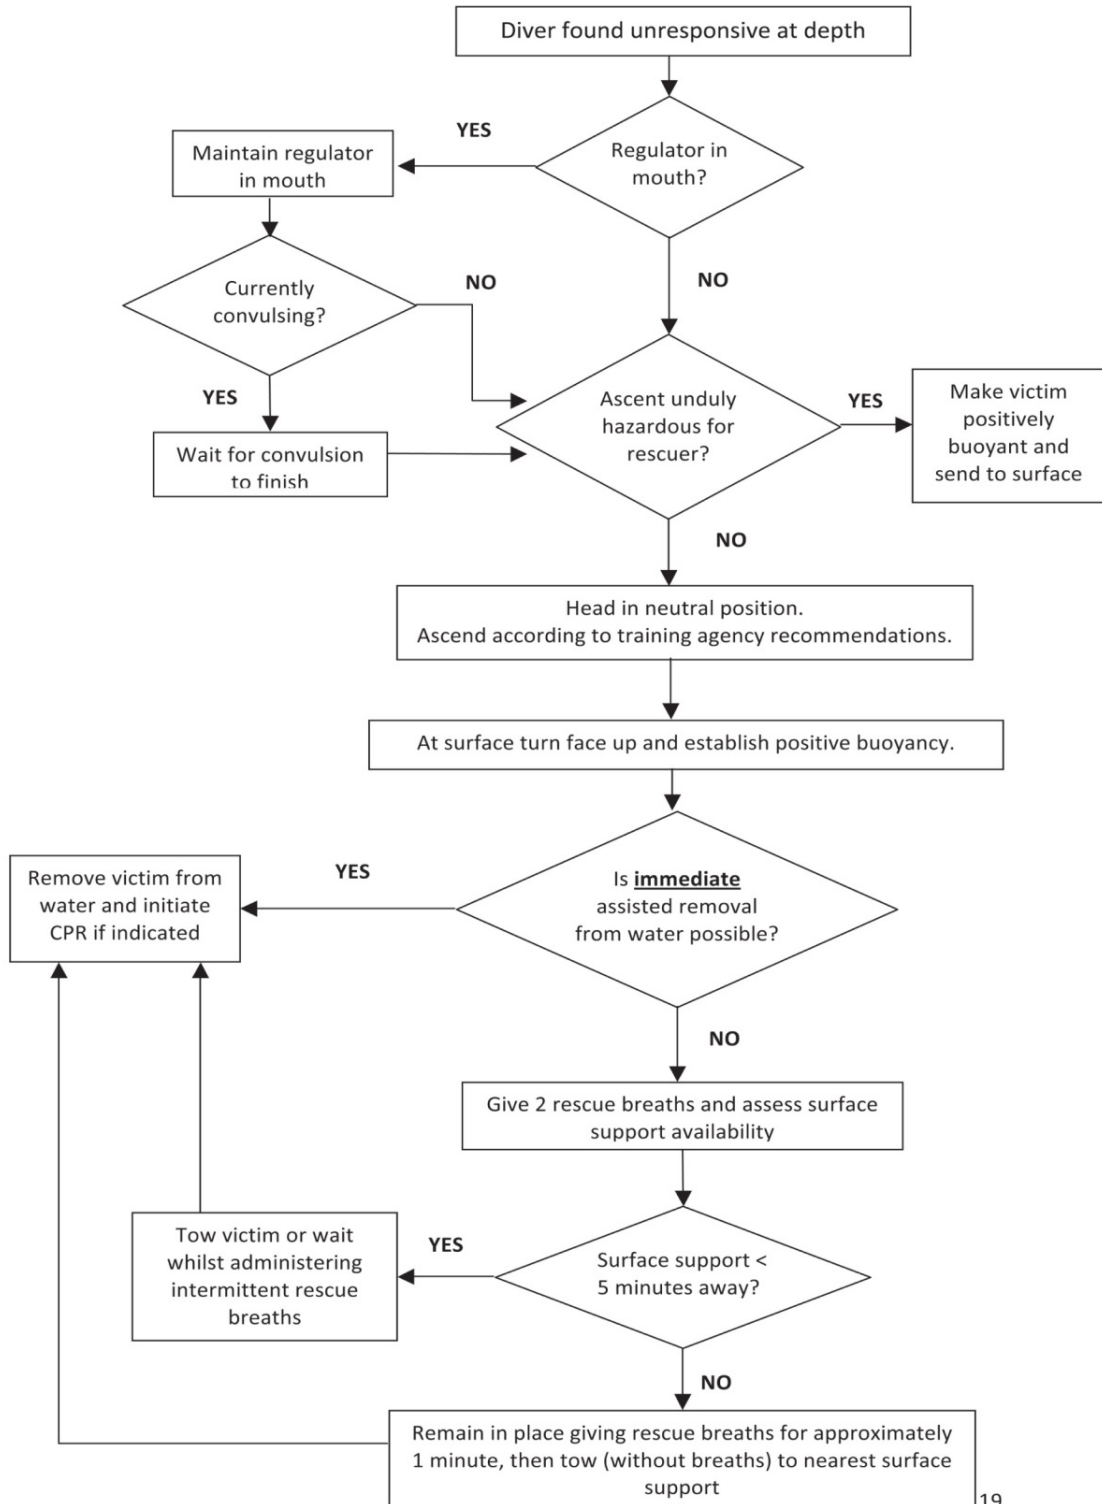 Diver found unresponsive at depth
Regulator in
mouth?
YES
Maintain regulator
in mouth
NO
Currently
convulsing?
NO
YES
Wait for convulsion
to finish
Ascent unduly
hazardous for
rescuer?
YES
Make victim
positively
buoyant and
send to surface
NO
Head in neutral position.
Ascend according to training agency recommendations.
At surface turn face up and establish positive buoyancy.
Is immediate
assisted removal
from water possible?
YES
Remove victim from
water and initiate
CPR if indicated
NO
Give 2 rescue breaths and assess surface
support availability
Surface support <
5 minutes away?
YES
Tow victim or wait
whilst administering
intermittent rescue
breaths
NO
Remain in place giving rescue breaths for approximately
1 minute, then tow (without breaths) to nearest surface
support
19